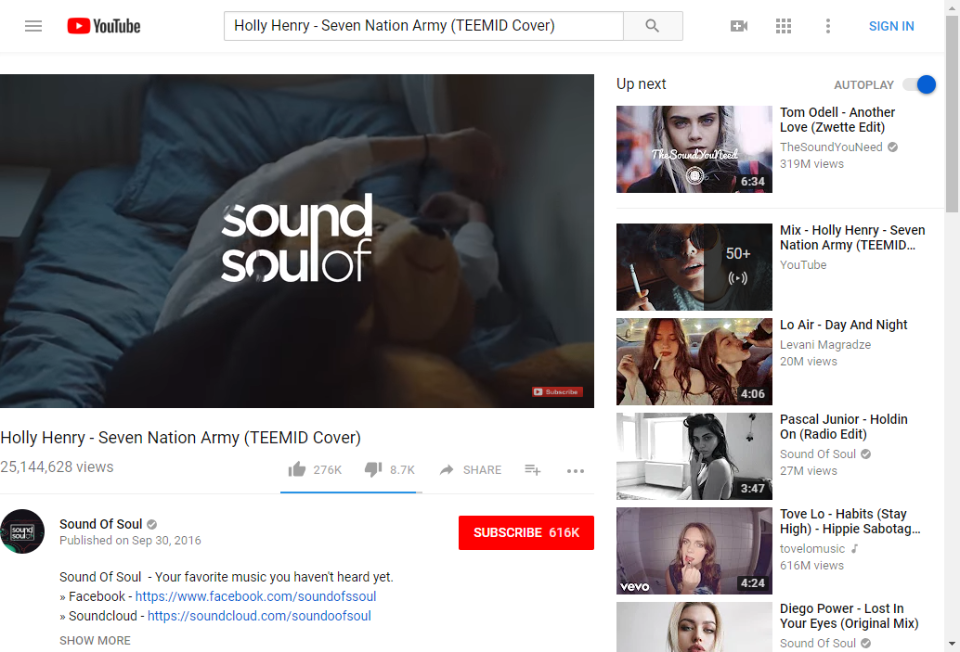 YouTube
Holly Henry - Seven Nation Army (TEEMID Cover)
SIGN IN
sound
soulof
Subscribe
Holly Henry - Seven Nation Army (TEEMID Cover)
25,144,628 views
276K
8.7K
SHARE
sound
soulof
Sound Of Soul
Published on Sep 30, 2016
SUBSCRIBE 616K
Sound Of Soul - Your favorite music you haven't heard yet.
» Facebook - https://www.facebook.com/soundofssoul
» Soundcloud - https://soundcloud.com/soundoofsoul
SHOW MORE
Up next
AUTOPLAY
TheSoundYouNeed
6:34
Tom Odell - Another
Love (Zwette Edit)
TheSoundYouNeed
319M views
50+
Mix - Holly Henry - Seven
Nation Army (TEEMID...
YouTube
4:06
Lo Air - Day And Night
Levani Magradze
20M views
3:47
Pascal Junior - Holdin
On (Radio Edit)
Sound Of Soul
27M views
vevo
4:24
Tove Lo - Habits (Stay
High) - Hippie Sabotag...
tovelomusic
616M views
Diego Power - Lost In
Your Eyes (Original Mix)
Sound Of Soul